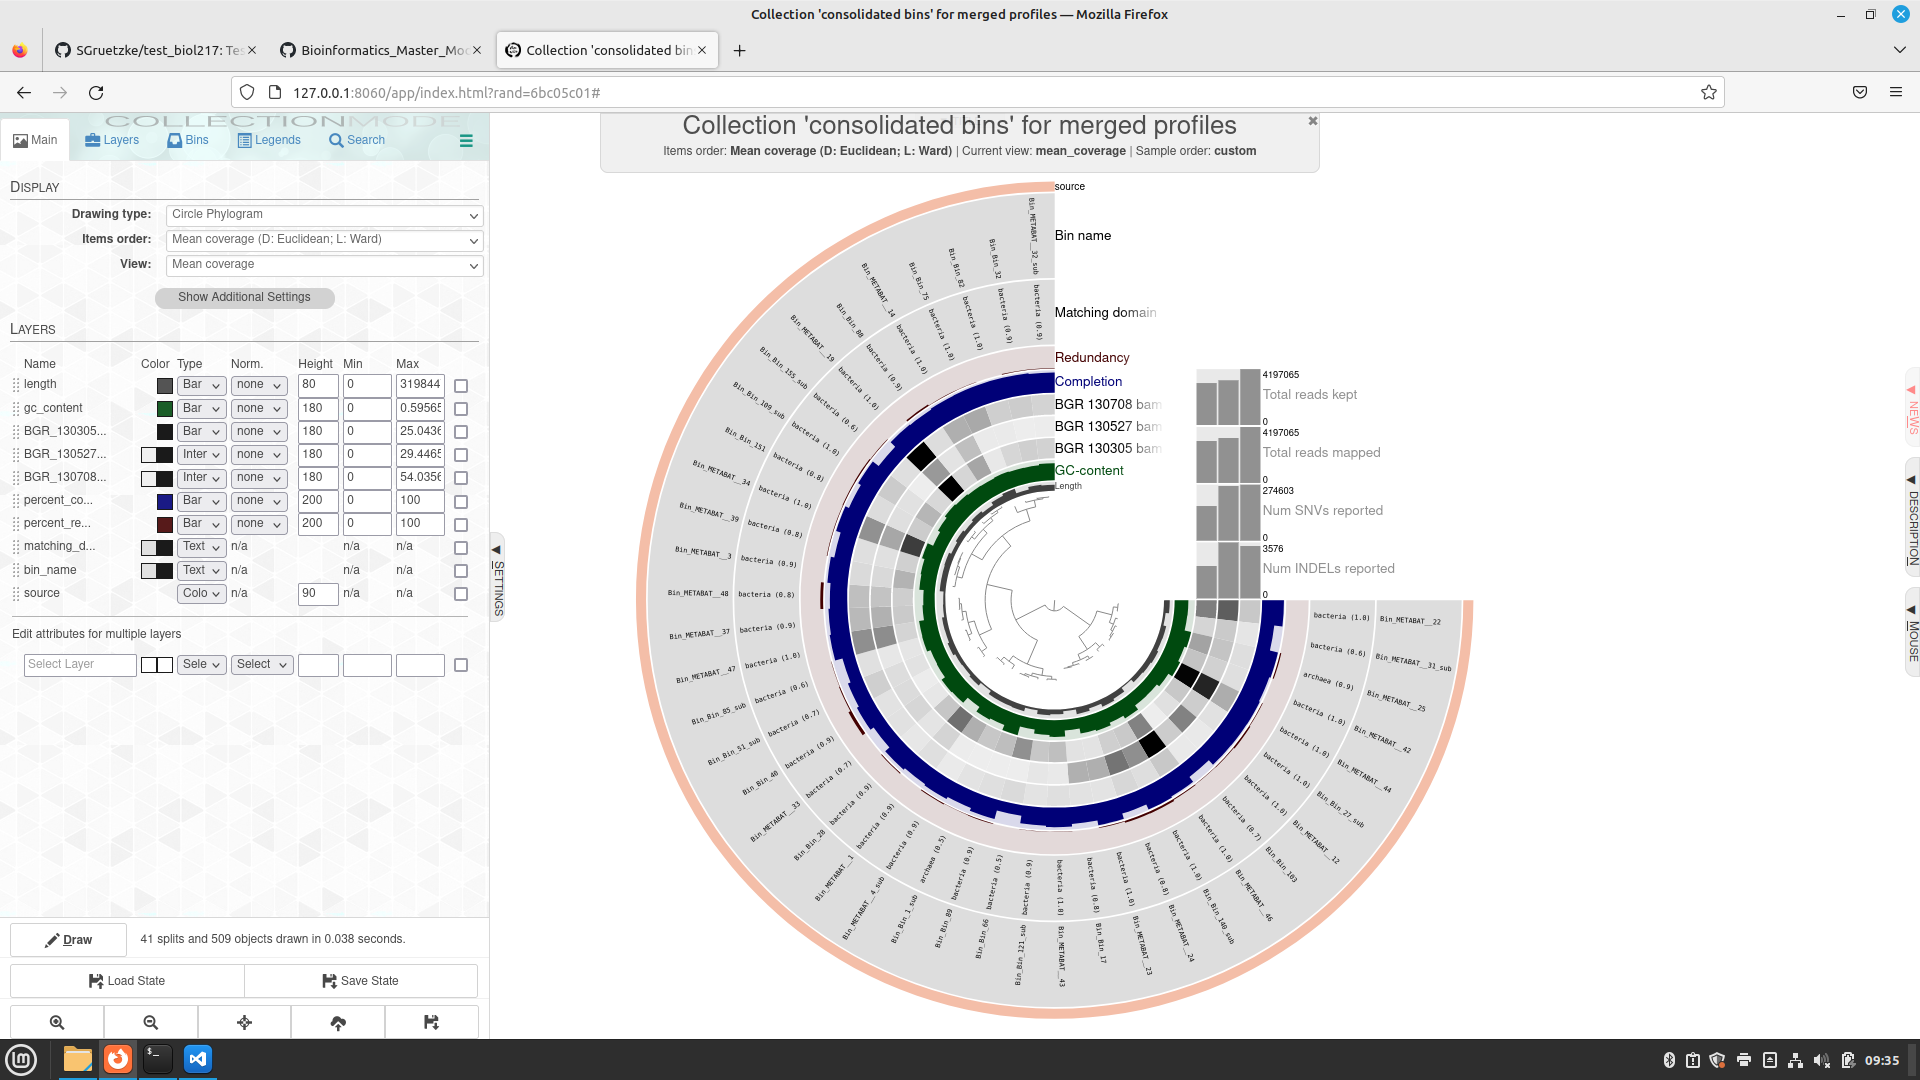 Collection 'consolidated bins' for merged profiles — Mozilla Firefox
SGruetzke/test_biol217: Te
Bioinformatics_Master_Mo
Collection 'consolidated bin
127.0.0.1:8060/app/index.html?rand=6bc05c01#
COLLECTION MODE
Main
Layers
Bins
Legends
Search
Collection 'consolidated bins' for merged profiles
Items order: Mean coverage (D: Euclidean; L: Ward) | Current view: mean_coverage | Sample order: custom
DISPLAY
Drawing type: Circle Phylogram
Items order: Mean coverage (D: Euclidean; L: Ward)
View: Mean coverage
Show Additional Settings
LAYERS
Name Color Type Norm. Height Min Max
length Bar none 80 0 319844
gc_content Bar none 180 0 0.5956
BGR_130305... Bar none 180 0 25.043
BGR_130527... Inter none 180 0 29.446
BGR_130708... Inter none 180 0 54.035
percent_co... Bar none 200 0 100
percent_re... Bar none 200 0 100
matching_d... Text n/a n/a n/a
bin_name Text n/a n/a n/a
source Colo n/a 90 n/a n/a
Edit attributes for multiple layers
Select Layer Sele Select
Draw
41 splits and 509 objects drawn in 0.038 seconds.
Load State
Save State
SETTINGS
source
Bin name
Matching domain
Redundancy
Completion
BGR 130708 bam
BGR 130527 bam
BGR 130305 bam
GC-content
Length
4197065
Total reads kept
0
4197065
Total reads mapped
0
274603
Num SNVs reported
0
3576
Num INDELs reported
0
Bin_METABAT__32_sub
bacteria (0.9)
Bin_Bin_32
bacteria (0.9)
Bin_Bin_82
bacteria (1.0)
Bin_Bin_75
bacteria (1.0)
Bin_METABAT__14
bacteria (1.0)
Bin_Bin_80
bacteria (0.9)
Bin_METABAT__19
bacteria (1.0)
Bin_Bin_155_sub
bacteria (0.6)
Bin_Bin_109_sub
bacteria (1.0)
Bin_Bin_151
bacteria (0.8)
Bin_METABAT__34
bacteria (1.0)
Bin_METABAT__39
bacteria (0.8)
Bin_METABAT__3
bacteria (0.9)
Bin_METABAT__48
bacteria (0.8)
Bin_METABAT__37
bacteria (0.9)
Bin_METABAT__47
bacteria (1.0)
Bin_Bin_85_sub
bacteria (0.6)
Bin_Bin_51_sub
bacteria (0.7)
Bin_Bin_40
bacteria (0.9)
Bin_METABAT__33
bacteria (0.7)
Bin_Bin_28
bacteria (0.9)
Bin_METABAT__1
bacteria (0.9)
Bin_METABAT__4_sub
bacteria (0.9)
Bin_Bin_1_sub
archaea (0.5)
Bin_Bin_89
bacteria (0.9)
Bin_Bin_66
bacteria (0.5)
Bin_Bin_121_sub
bacteria (0.9)
Bin_METABAT__43
bacteria (1.0)
Bin_Bin_17
bacteria (0.8)
Bin_METABAT__23
bacteria (1.0)
Bin_METABAT__24
bacteria (0.8)
Bin_Bin_140_sub
bacteria (1.0)
Bin_METABAT__46
bacteria (1.0)
Bin_Bin_103
bacteria (0.7)
Bin_METABAT__12
bacteria (1.0)
Bin_Bin_27_sub
bacteria (1.0)
Bin_METABAT__44
bacteria (1.0)
Bin_METABAT__42
bacteria (1.0)
Bin_METABAT__25
archaea (0.9)
Bin_METABAT__31_sub
bacteria (0.6)
Bin_METABAT__22
bacteria (1.0)
NEWS
DESCRIPTION
MOUSE
09:35